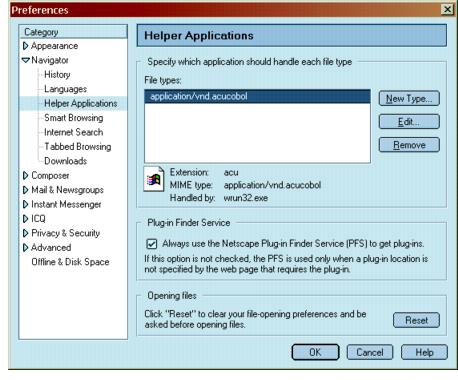 Preferences
Category
Appearance
Navigator
History
Languages
Helper Applications
Smart Browsing
Internet Search
Tabbed Browsing
Downloads
Composer
Mail & Newsgroups
Instant Messenger
ICQ
Privacy & Security
Advanced
Offline & Disk Space
Helper Applications
Specify which application should handle each file type
File types:
application/vnd.acucobol
New Type...
Edit...
Remove
Extension: acu
MIME type: application/vnd.acucobol
Handled by: wrun32.exe
Plug-in Finder Service
Always use the Netscape Plug-in Finder Service (PFS) to get plug-ins.
If this option is not checked, the PFS is used only when a plug-in location is
not specified by the web page that requires the plug-in.
Opening files
Click "Reset" to clear your file-opening preferences and be
asked before opening files.
Reset
OK Cancel Help